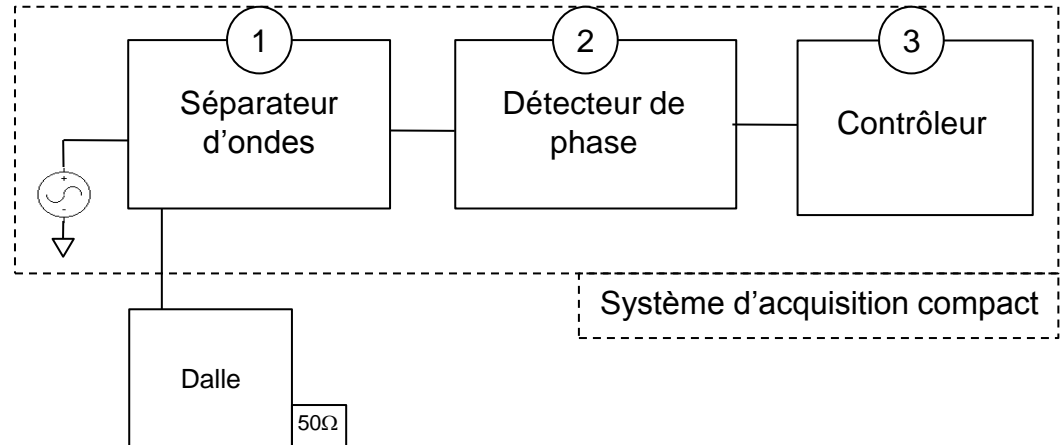 1
2
3
Séparateur
d'ondes
Détecteur de
phase
Contrôleur
+
-
Système d'acquisition compact
Dalle
50Ω